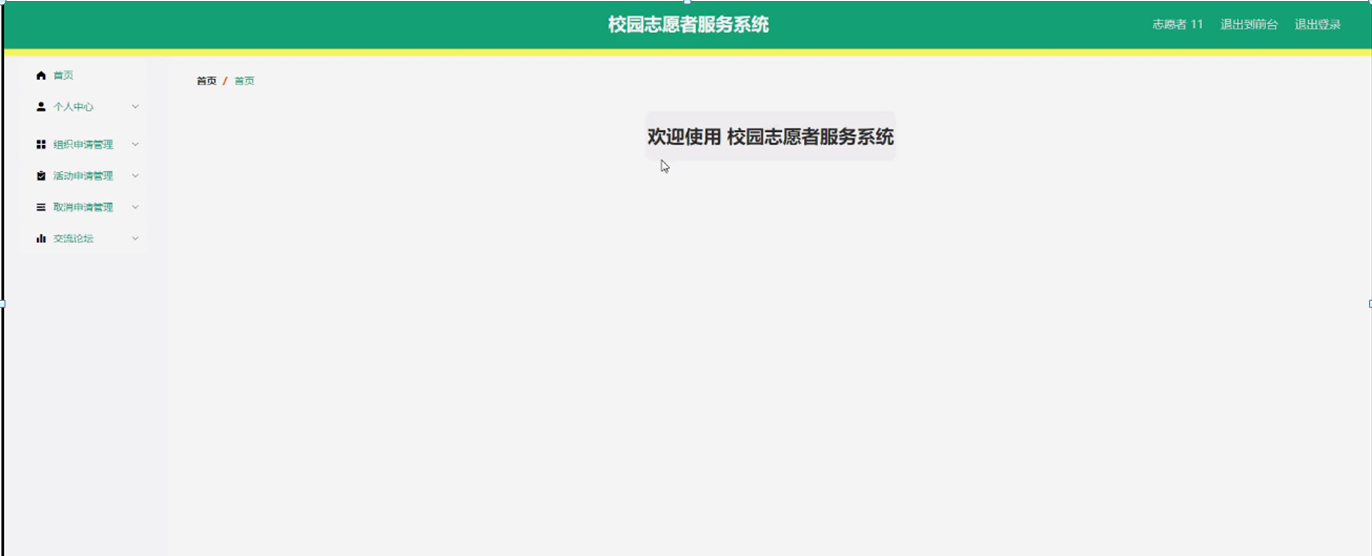 校园志愿者服务系统
志愿者 11 退出到前台 退出登录
首页
个人中心
组织申请管理
活动申请管理
取消申请管理
交流论坛
首页 / 首页
欢迎使用 校园志愿者服务系统